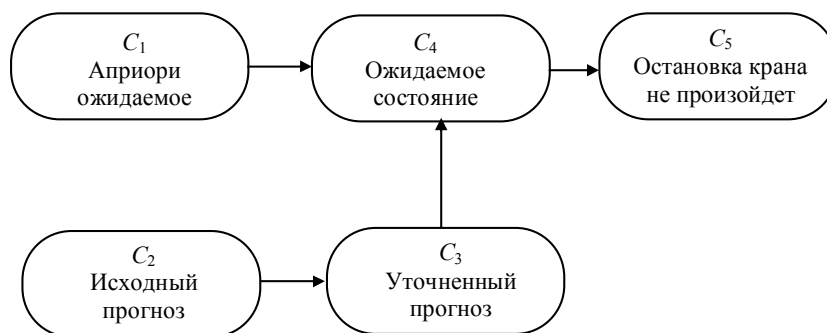 C₁
Априори
ожидаемое
C₄
Ожидаемое
состояние
C₅
Остановка крана
не произойдет
C₂
Исходный
прогноз
C₃
Уточненный
прогноз